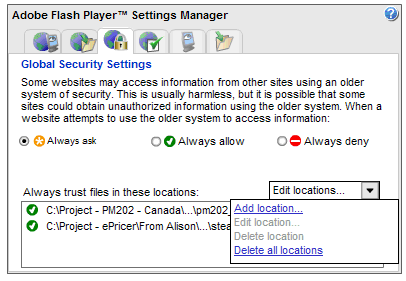 Adobe Flash Player™ Settings Manager
Global Security Settings
Some websites may access information from other sites using an older
system of security. This is usually harmless, but it is possible that some
sites could obtain unauthorized information using the older system. When a
website attempts to use the older system to access information:
Always ask Always allow Always deny
Always trust files in these locations: Edit locations...
C:\Project - PM202 - Canada\...\pm202_
C:\Project - ePricer\From Alison\...\stea
Add location...
Edit location...
Delete location
Delete all locations